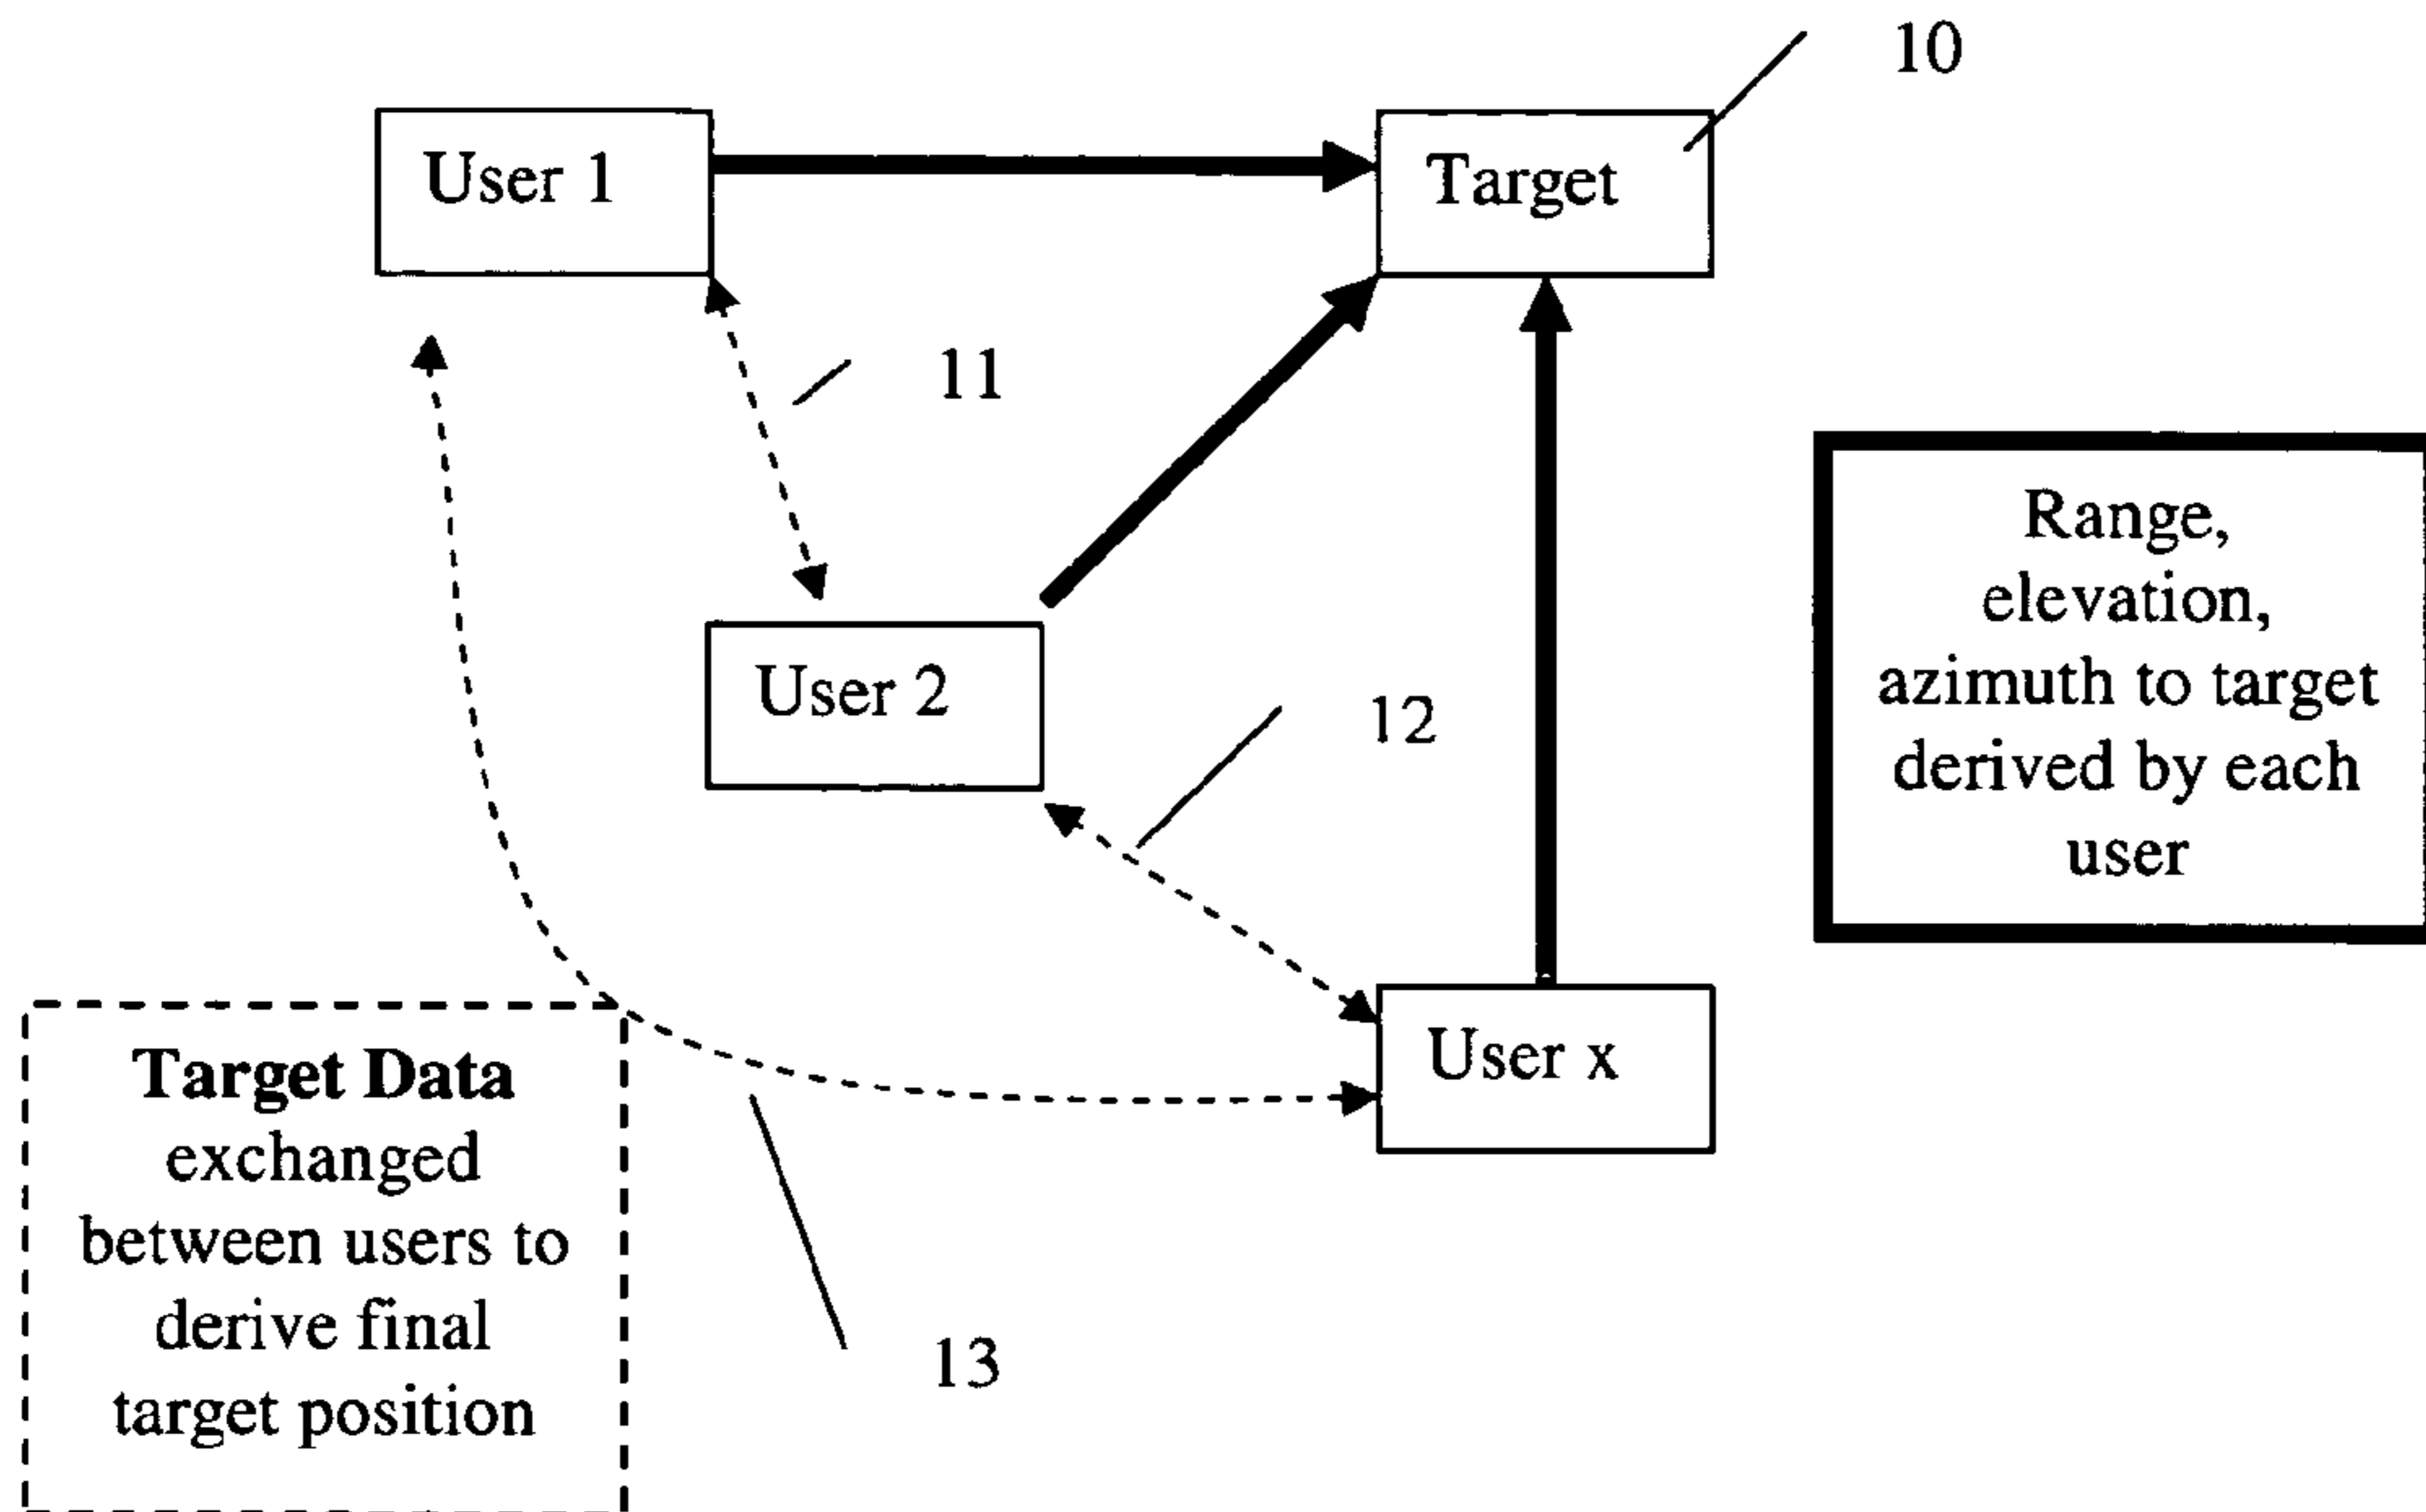 10
User 1
Target
11
Range,
elevation,
azimuth to target
derived by each
user
User 2
12
User x
Target Data
exchanged
between users to
derive final
target position
13